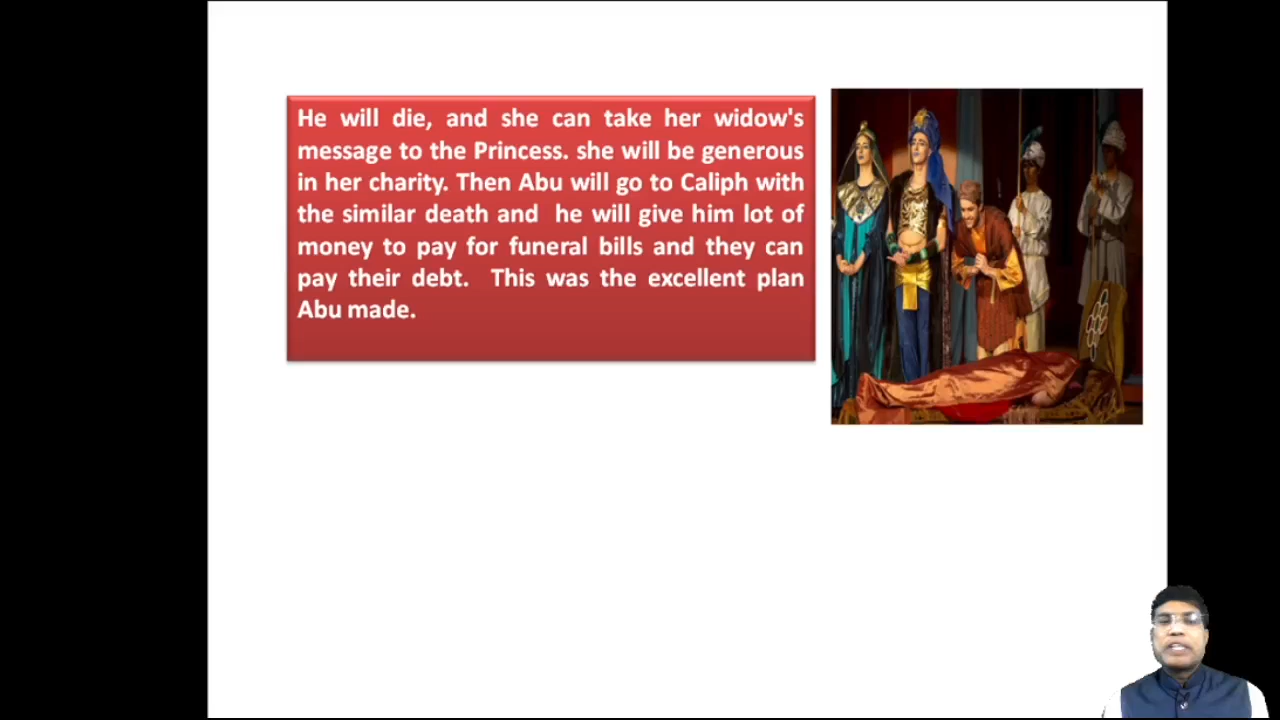 He will die, and she can take her widow's
message to the Princess. she will be generous
in her charity. Then Abu will go to Caliph with
the similar death and  he will give him lot of
money to pay for funeral bills and they can
pay their debt.  This was the excellent plan
Abu made.